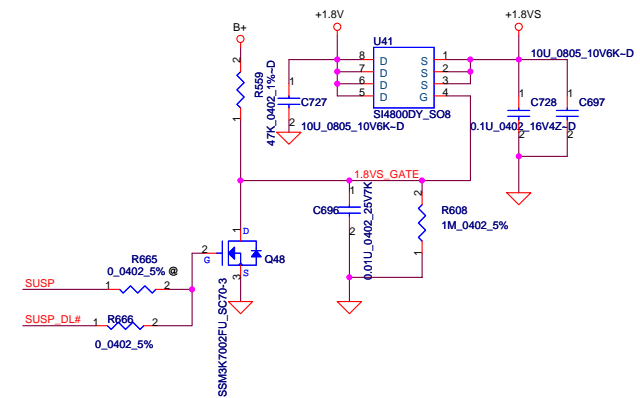 B+
+1.8V
+1.8VS
U41
8 D S 1
7 D S 2
6 D S 3
5 D G 4
SI4800DY_SO8
10U_0805_10V6K~D
2
R559
1
47K_0402_1%~D
1
C727
2
10U_0805_10V6K~D
1
C728
2
0.1U_0402_16V4Z~D
1
C697
2
1.8VS_GATE
1
C696
2
0.01U_0402_25V7K
2
R608
1M_0402_5%
1
1
D
2
G
Q48
3
S
SSM3K7002FU_SC70-3
R665
0_0402_5% @
SUSP
1
2
SUSP_DL#
1
R666
2
0_0402_5%